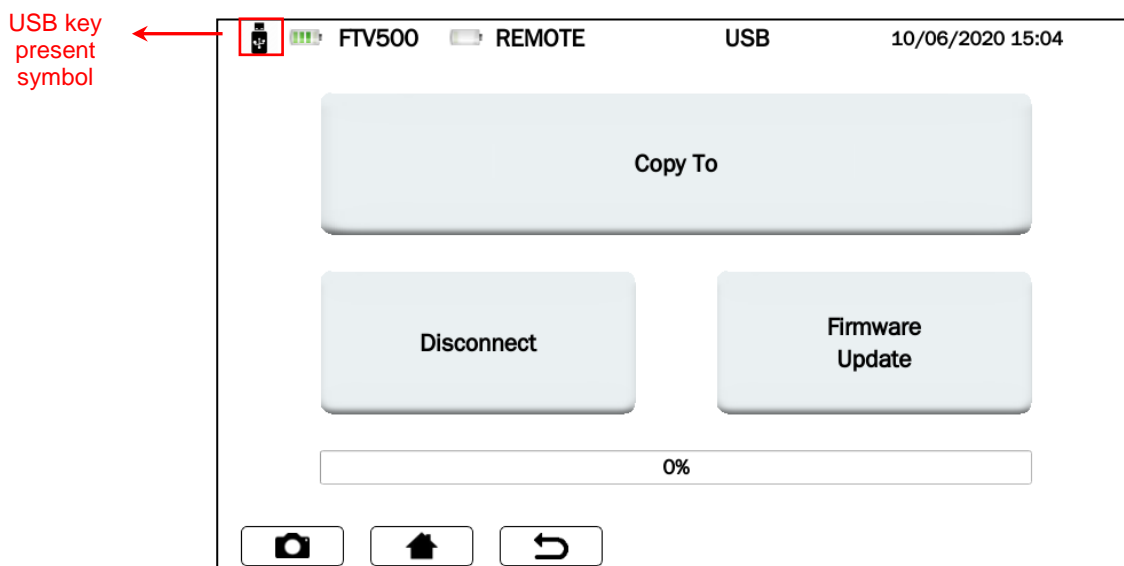 USB key
present
symbol
FTV500 REMOTE USB 10/06/2020 15:04
Copy To
Disconnect
Firmware
Update
0%